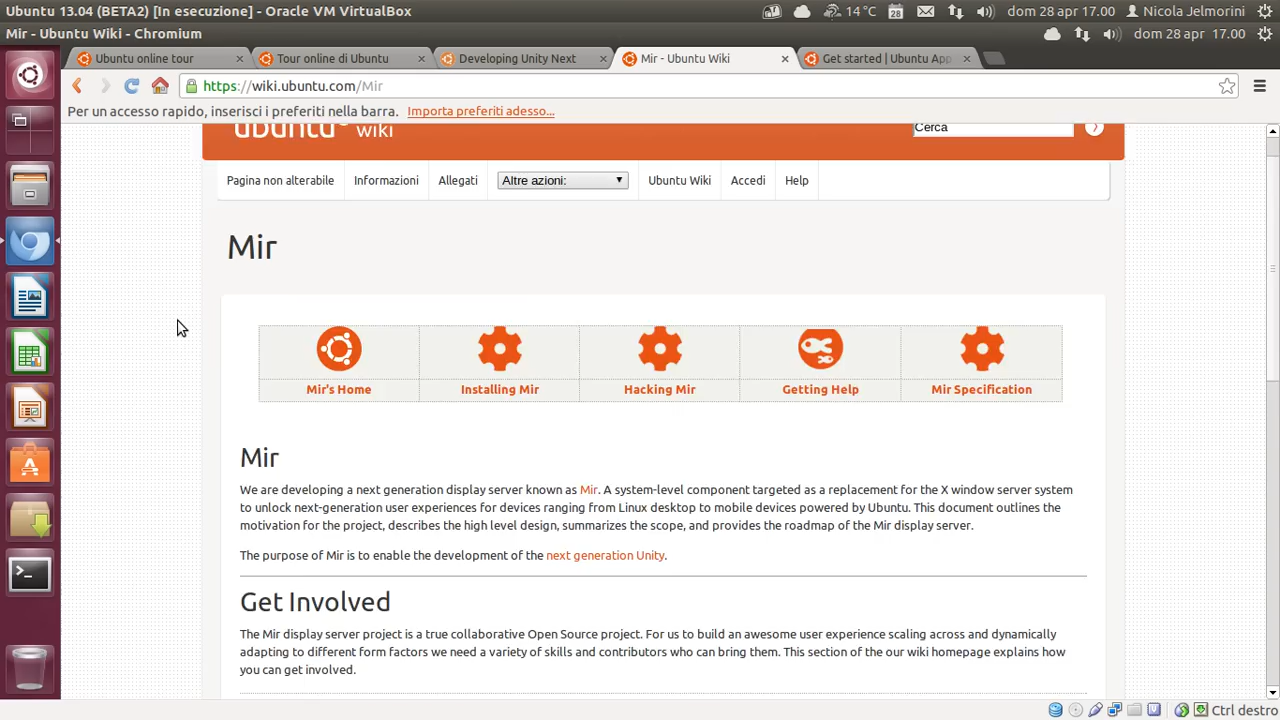 Ubuntu 13.04 (BETA2) [In esecuzione] - Oracle VM VirtualBox
14 °C
28
dom 28 apr 17.00
Nicola Jelmorini
Mir - Ubuntu Wiki - Chromium
dom 28 apr 17.00
Ubuntu online tour
Tour online di Ubuntu
Developing Unity Next
Mir - Ubuntu Wiki
Get started | Ubuntu App
https://wiki.ubuntu.com/Mir
Per un accesso rapido, inserisci i preferiti nella barra. Importa preferiti adesso...
ubuntu wiki
Cerca
Pagina non alterabile
Informazioni
Allegati
Altre azioni:
Ubuntu Wiki
Accedi
Help
Mir
Mir's Home
Installing Mir
Hacking Mir
Getting Help
Mir Specification
Mir
We are developing a next generation display server known as Mir. A system-level component targeted as a replacement for the X window server system
to unlock next-generation user experiences for devices ranging from Linux desktop to mobile devices powered by Ubuntu. This document outlines the
motivation for the project, describes the high level design, summarizes the scope, and provides the roadmap of the Mir display server.
The purpose of Mir is to enable the development of the next generation Unity.
Get Involved
The Mir display server project is a true collaborative Open Source project. For us to build an awesome user experience scaling across and dynamically
adapting to different form factors we need a variety of skills and contributors who can bring them. This section of the our wiki homepage explains how
you can get involved.
Ctrl destro